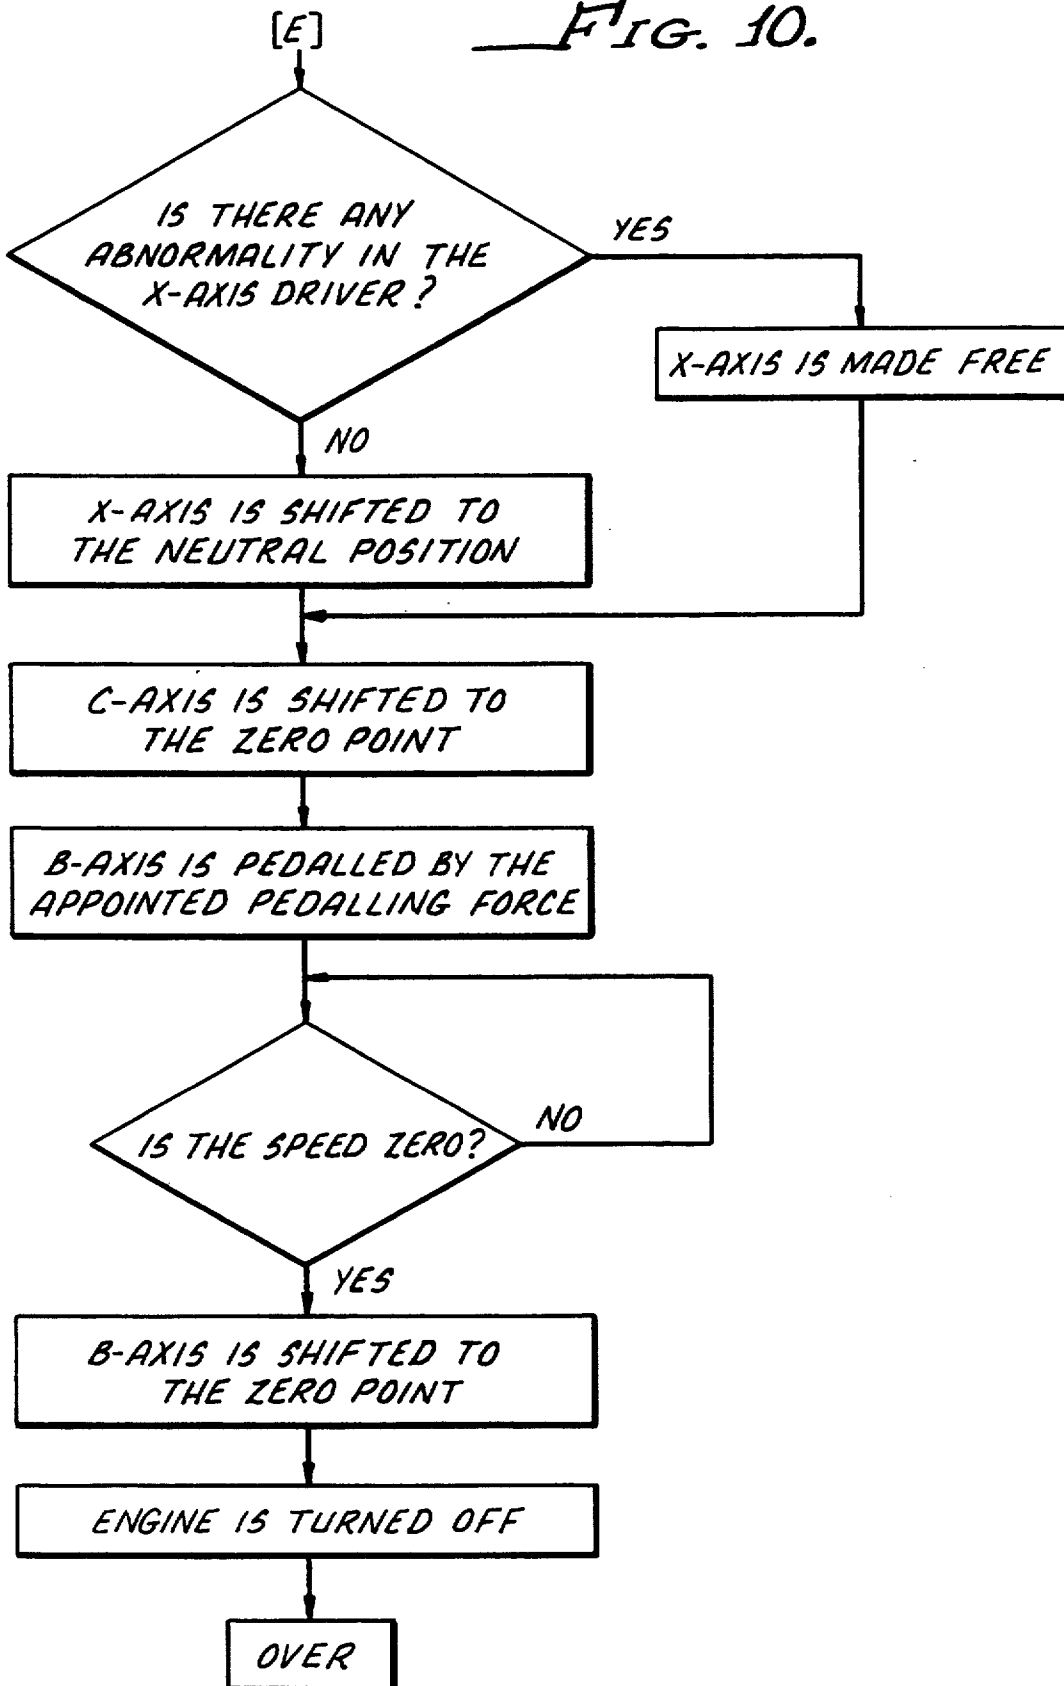 [E]
FIG. 10.
IS THERE ANY
ABNORMALITY IN THE
X-AXIS DRIVER?
YES
X-AXIS IS MADE FREE
NO
X-AXIS IS SHIFTED TO
THE NEUTRAL POSITION
C-AXIS IS SHIFTED TO
THE ZERO POINT
B-AXIS IS PEDALLED BY THE
APPOINTED PEDALLING FORCE
IS THE SPEED ZERO?
NO
YES
B-AXIS IS SHIFTED TO
THE ZERO POINT
ENGINE IS TURNED OFF
OVER